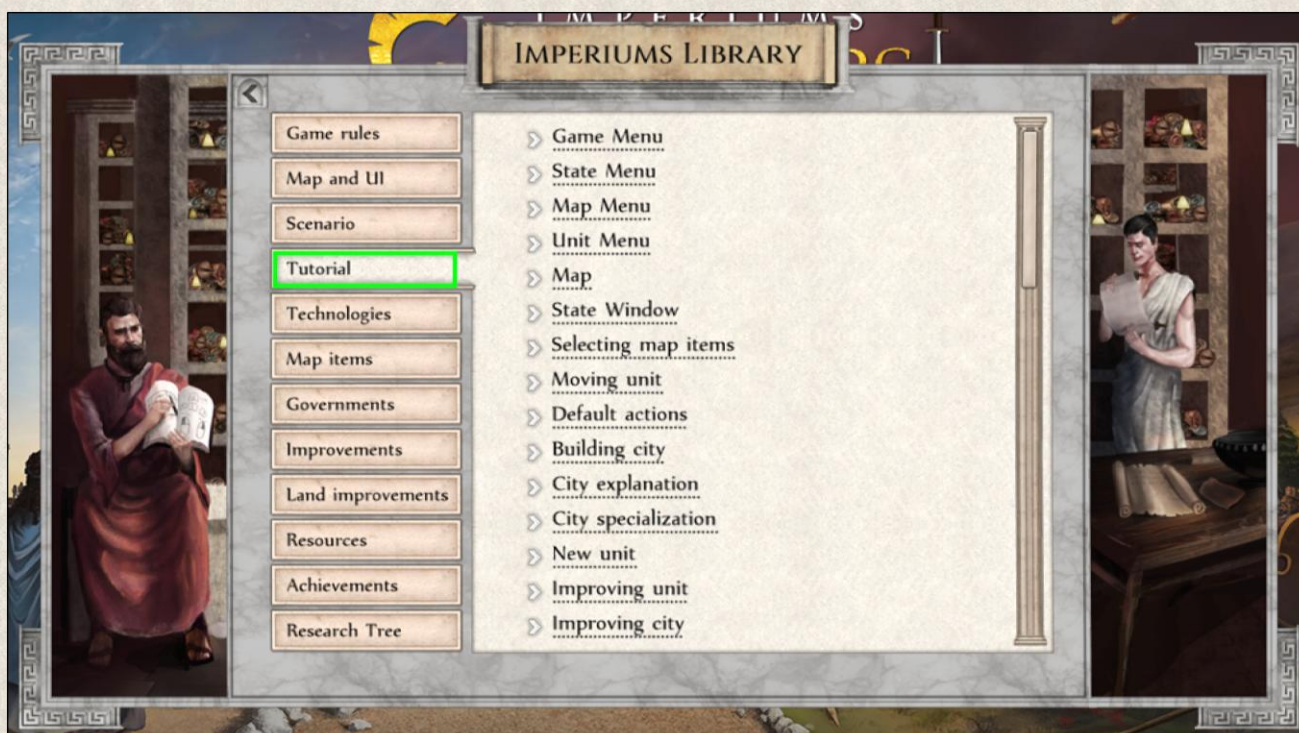 IMPERIUMS
IMPERIUMS LIBRARY
Game rules
Map and UI
Scenario
Tutorial
Technologies
Map items
Governments
Improvements
Land improvements
Resources
Achievements
Research Tree
Game Menu
State Menu
Map Menu
Unit Menu
Map
State Window
Selecting map items
Moving unit
Default actions
Building city
City explanation
City specialization
New unit
Improving unit
Improving city